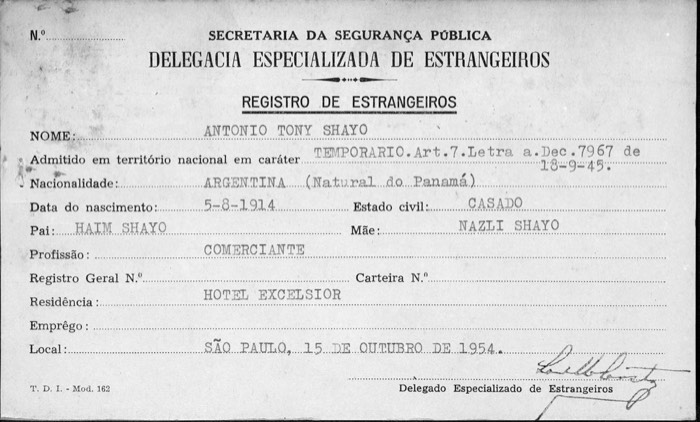 N.º
SECRETARIA DA SEGURANÇA PÚBLICA
DELEGACIA ESPECIALIZADA DE ESTRANGEIROS
REGISTRO DE ESTRANGEIROS
NOME: ANTONIO TONY SHAYO
Admitido em território nacional em caráter TEMPORARIO.Art.7.Letra a.Dec.7967 de
18-9-45.
Nacionalidade: ARGENTINA (Natural do Panamá)
Data do nascimento: 5-8-1914 Estado civil: CASADO
Pai: HAIM SHAYO Mãe: NAZLI SHAYO
Profissão: COMERCIANTE
Registro Geral N.º Carteira N.º
Residência: HOTEL EXCELSIOR
Emprêgo:
Local: SÃO PAULO, 15 DE OUTUBRO DE 1954.
T. D. I. - Mod. 162 Delegado Especializado de Estrangeiros